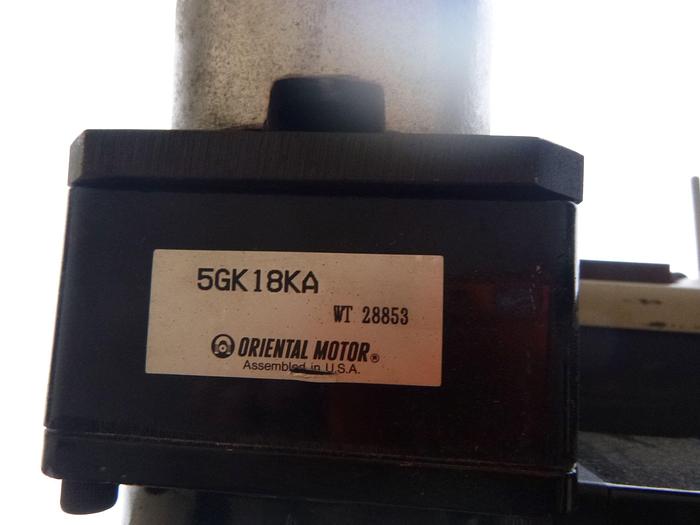 5GK18KA
WT 28853
ORIENTAL MOTOR®
Assembled in U.S.A.